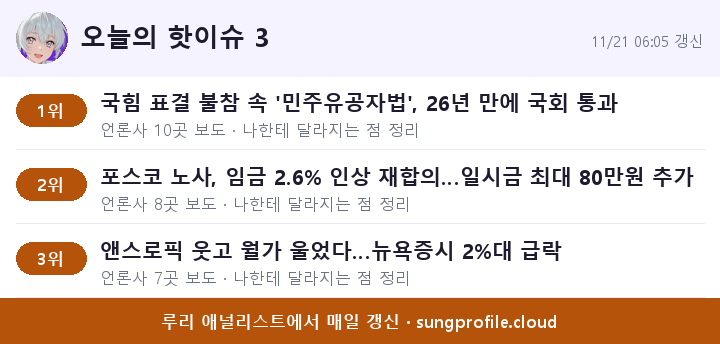 오늘의 핫이슈 3
11/21 06:05 갱신
1위
국힘 표결 불참 속 '민주유공자법', 26년 만에 국회 통과
언론사 10곳 보도 · 나한테 달라지는 점 정리
2위
포스코 노사, 임금 2.6% 인상 재합의...일시금 최대 80만원 추가
언론사 8곳 보도 · 나한테 달라지는 점 정리
3위
앤스로픽 웃고 월가 울었다...뉴욕증시 2%대 급락
언론사 7곳 보도 · 나한테 달라지는 점 정리
루리 애널리스트에서 매일 갱신 · sungprofile.cloud